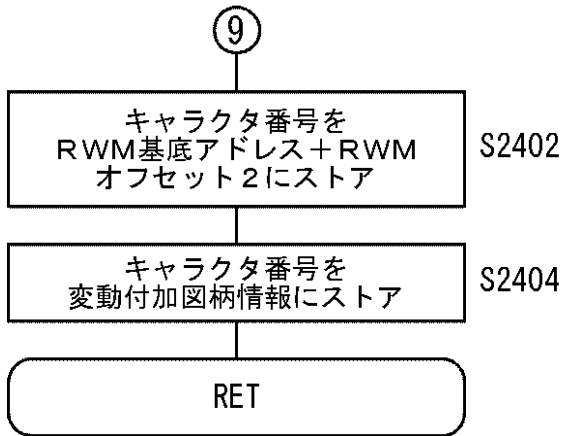 ⑨
キャラクタ番号を
RWM基底アドレス+RWM
オフセット2にストア
S2402
キャラクタ番号を
変動付加図柄情報にストア
S2404
RET